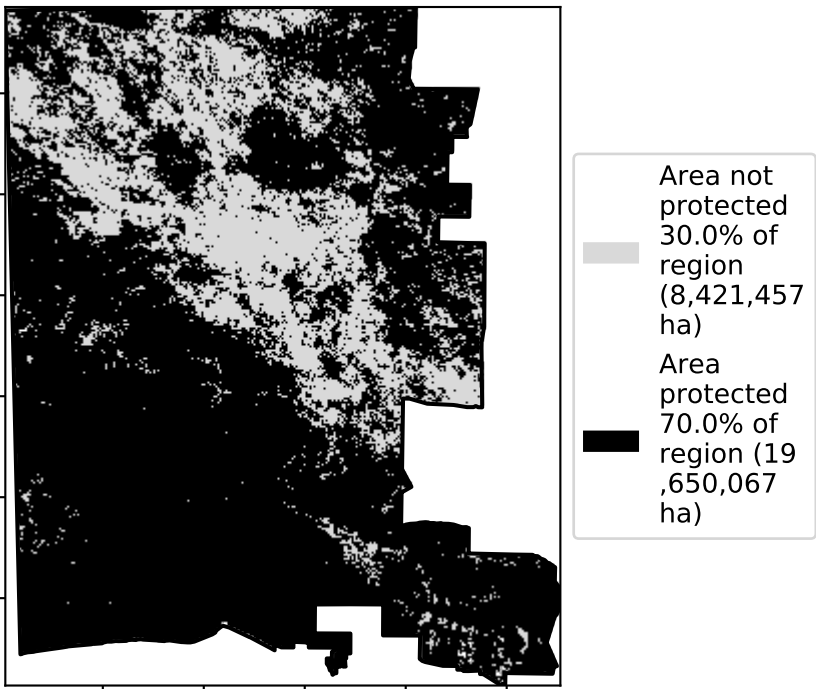 Area not
protected
30.0% of
region
(8,421,457
ha)
Area
protected
70.0% of
region (19
,650,067
ha)